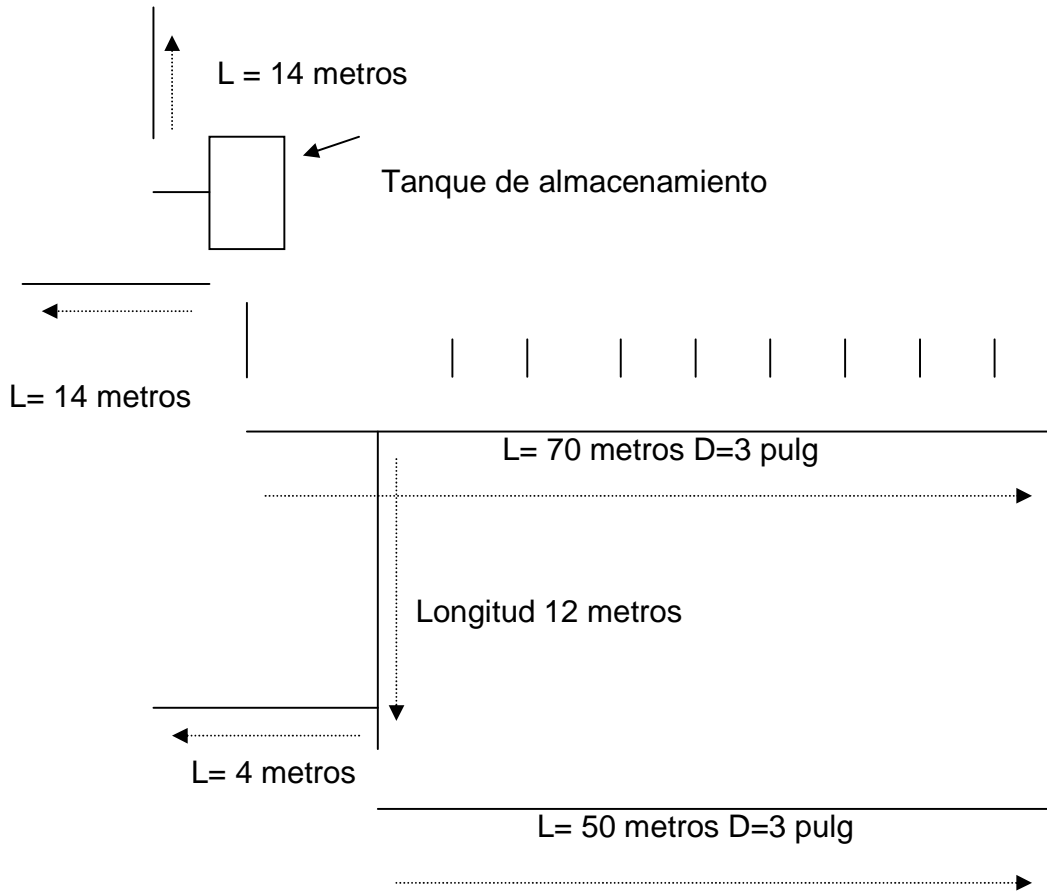 L = 14 metros
Tanque de almacenamiento
L= 14 metros
L= 70 metros D=3 pulg
Longitud 12 metros
L= 4 metros
L= 50 metros D=3 pulg